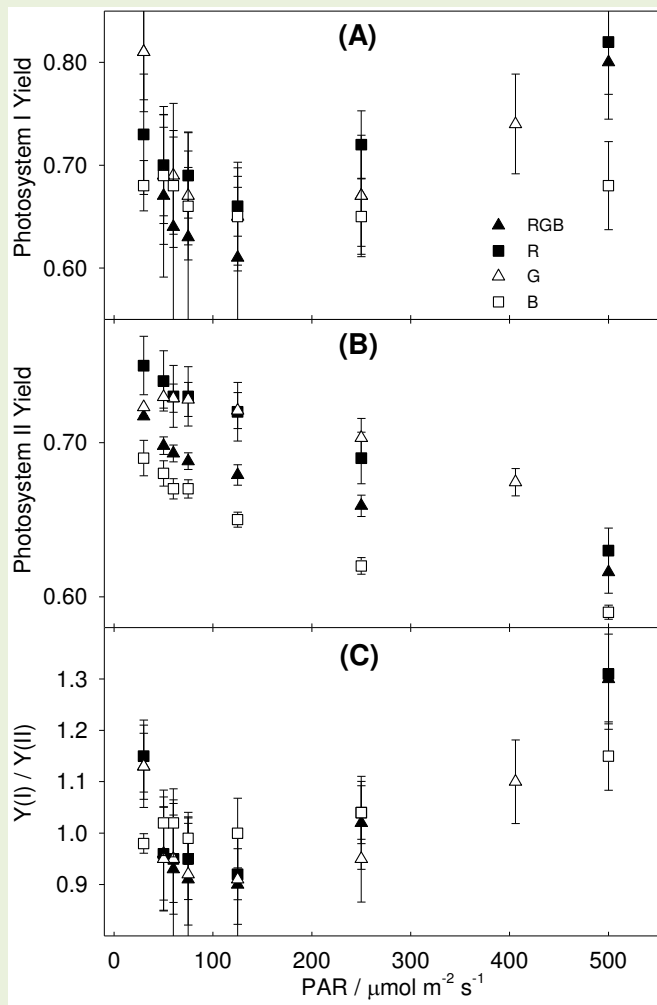 (A)
Photosystem I Yield
0.80
0.70
0.60
RGB
R
G
B
(B)
Photosystem II Yield
0.70
0.60
(C)
Y(I) / Y(II)
1.3
1.2
1.1
1.0
0.9
0 100 200 300 400 500
PAR / μmol m⁻² s⁻¹